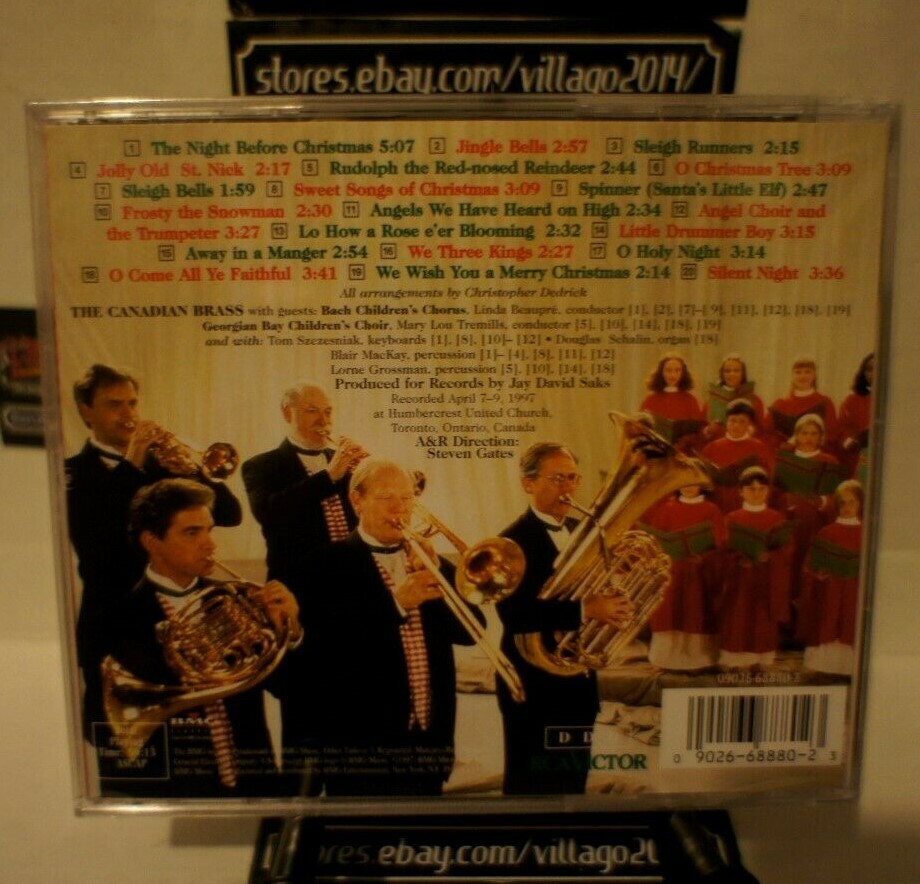 stores.ebay.com/villago2014/
1 The Night Before Christmas 5:07 2 Jingle Bells 2:57 3 Sleigh Runners 2:15
4 Jolly Old St. Nick 2:17 5 Rudolph the Red-nosed Reindeer 2:44 6 O Christmas Tree 3:09
7 Sleigh Bells 1:59 8 Sweet Songs of Christmas 3:09 9 Spinner (Santa's Little Elf) 2:47
10 Frosty the Snowman 2:30 11 Angels We Have Heard on High 2:34 12 Angel Choir and
the Trumpeter 3:27 13 Lo How a Rose e'er Blooming 2:32 14 Little Drummer Boy 3:15
15 Away in a Manger 2:54 16 We Three Kings 2:27 17 O Holy Night 3:14
18 O Come All Ye Faithful 3:41 19 We Wish You a Merry Christmas 2:14 20 Silent Night 3:36
All arrangements by Christopher Dedrick
THE CANADIAN BRASS with guests: Bach Children's Chorus, Linda Beaupré, conductor [1], [2], [7]–[9], [11], [12], [18], [19]
Georgian Bay Children's Choir, Mary Lou Tremills, conductor [5], [10], [14], [18], [19]
and with: Tom Szczesniak, keyboards [1], [8], [10]–[12] • Douglas Schalin, organ [18]
Blair MacKay, percussion [1]–[4], [8], [11], [12]
Lorne Grossman, percussion [5], [10], [14], [18]
Produced for Records by Jay David Saks
Recorded April 7–9, 1997
at Humbercrest United Church,
Toronto, Ontario, Canada
A&R Direction:
Steven Gates
09026-68880-2
BMG
ASCAP
D D
VICTOR
0 9026-68880-2 3
res.ebay.com/villago2